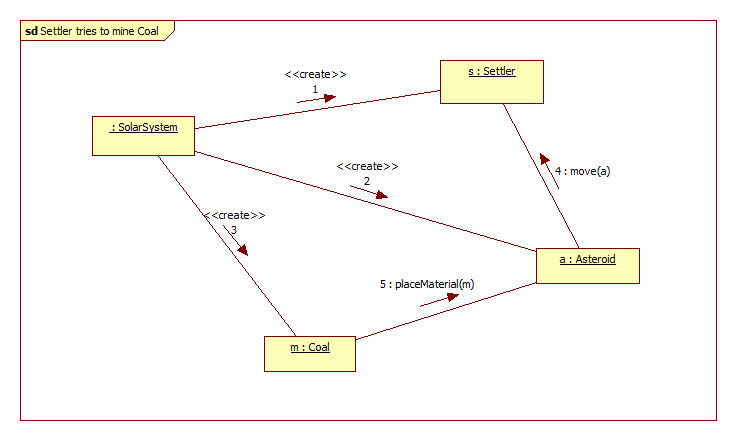 sd Settler tries to mine Coal
<<create>>
1
s : Settler
: SolarSystem
<<create>>
2
4 : move(a)
<<create>>
3
a : Asteroid
5 : placeMaterial(m)
m : Coal